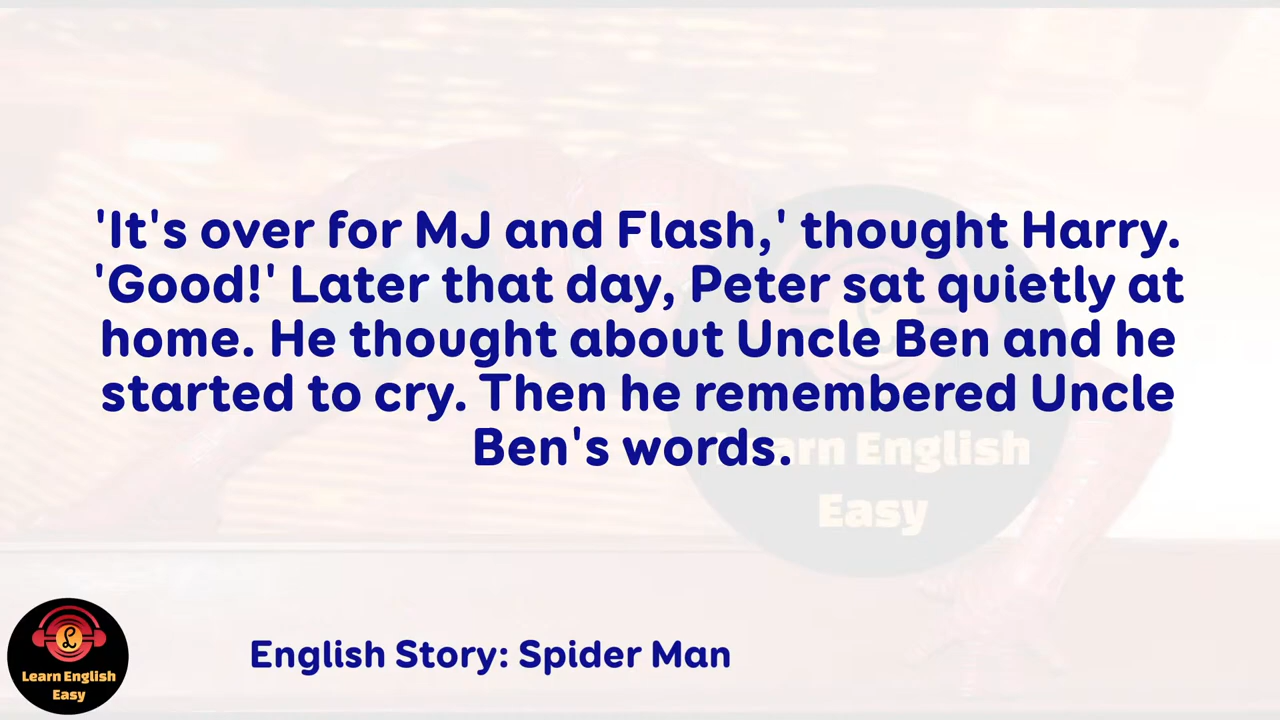 'It's over for MJ and Flash,' thought Harry.
'Good!' Later that day, Peter sat quietly at
home. He thought about Uncle Ben and he
started to cry. Then he remembered Uncle
Ben's words.
Learn English
Easy
English Story: Spider Man
Learn English
Easy